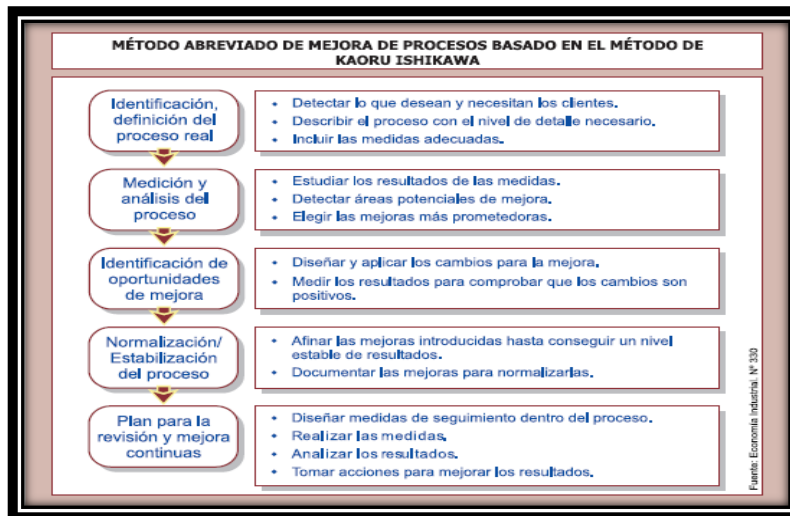 MÉTODO ABREVIADO DE MEJORA DE PROCESOS BASADO EN EL MÉTODO DE
KAORU ISHIKAWA
Identificación,
definición del
proceso real
• Detectar lo que desean y necesitan los clientes.
• Describir el proceso con el nivel de detalle necesario.
• Incluir las medidas adecuadas.
Medición y
análisis del
proceso
• Estudiar los resultados de las medidas.
• Detectar áreas potenciales de mejora.
• Elegir las mejoras más prometedoras.
Identificación de
oportunidades
de mejora
• Diseñar y aplicar los cambios para la mejora.
• Medir los resultados para comprobar que los cambios son
positivos.
Normalización/
Estabilización
del proceso
• Afinar las mejoras introducidas hasta conseguir un nivel
estable de resultados.
• Documentar las mejoras para normalizarlas.
Plan para la
revisión y mejora
continuas
• Diseñar medidas de seguimiento dentro del proceso.
• Realizar las medidas.
• Analizar los resultados.
• Tomar acciones para mejorar los resultados.
Fuente: Economía Industrial. Nº 330